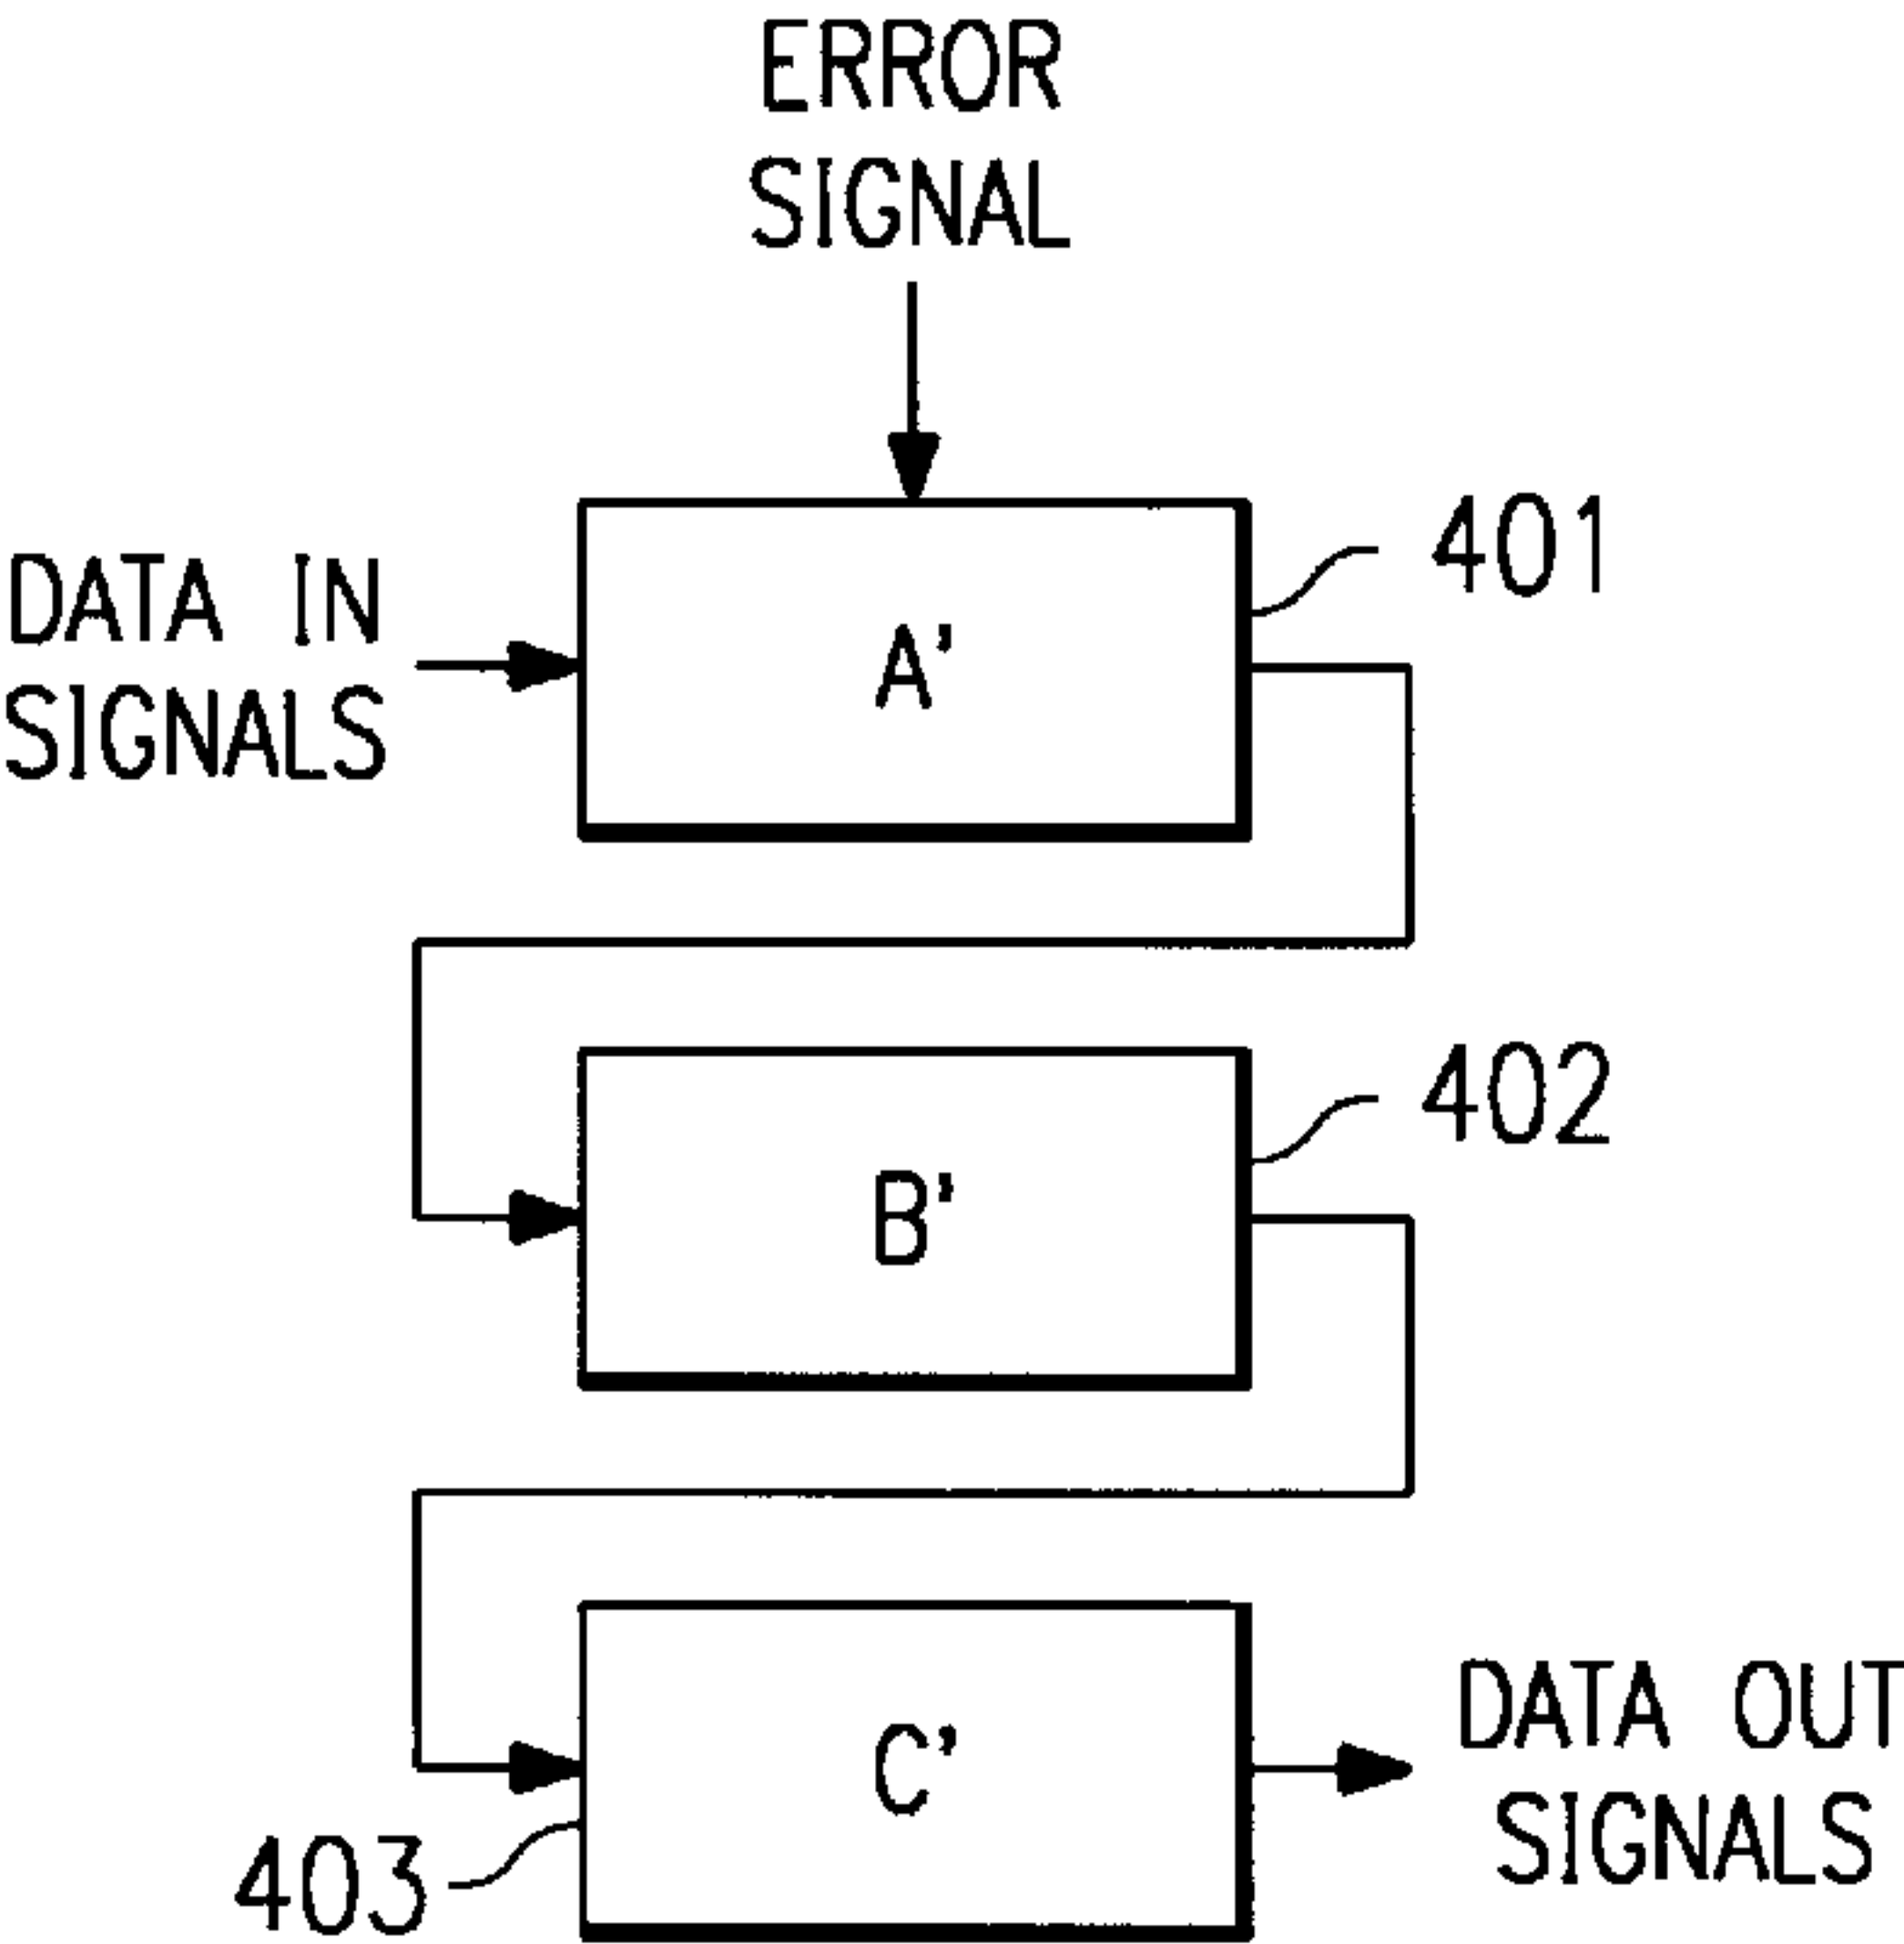 ERROR
SIGNAL
401
DATA IN
SIGNALS
A'
402
B'
C'
DATA OUT
SIGNALS
403